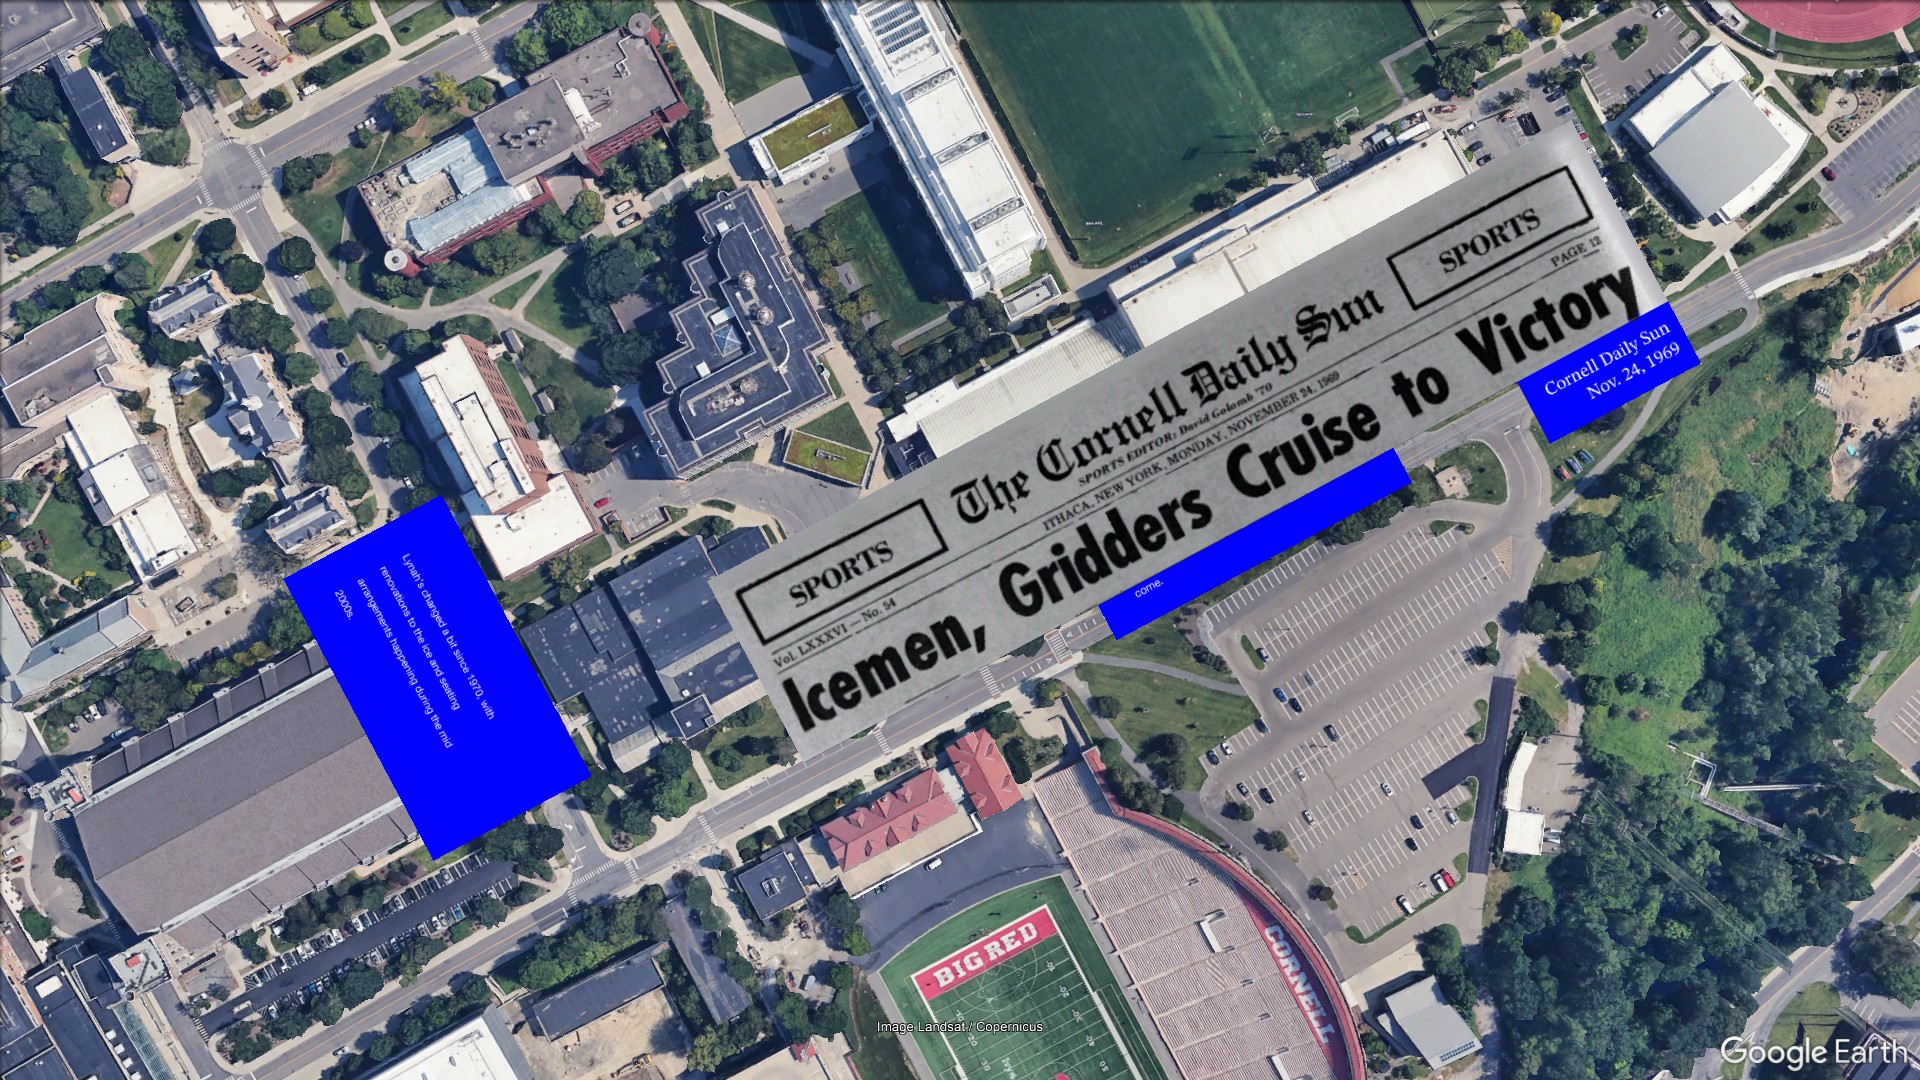 SPORTS
The Cornell Daily Sun
SPORTS
SPORTS EDITOR: David Golomb '70
Vol. LXXXVI — No. 54
ITHACA, NEW YORK, MONDAY, NOVEMBER 24, 1969
PAGE 12
Icemen, Gridders Cruise to Victory
Cornell Daily Sun
Nov. 24, 1969
come.
Lynah's changed a bit since 1970, with
renovations to the ice and seating
arrangements happening during the mid
2000s.
BIG RED
CORNELL
Image Landsat / Copernicus
Google Earth